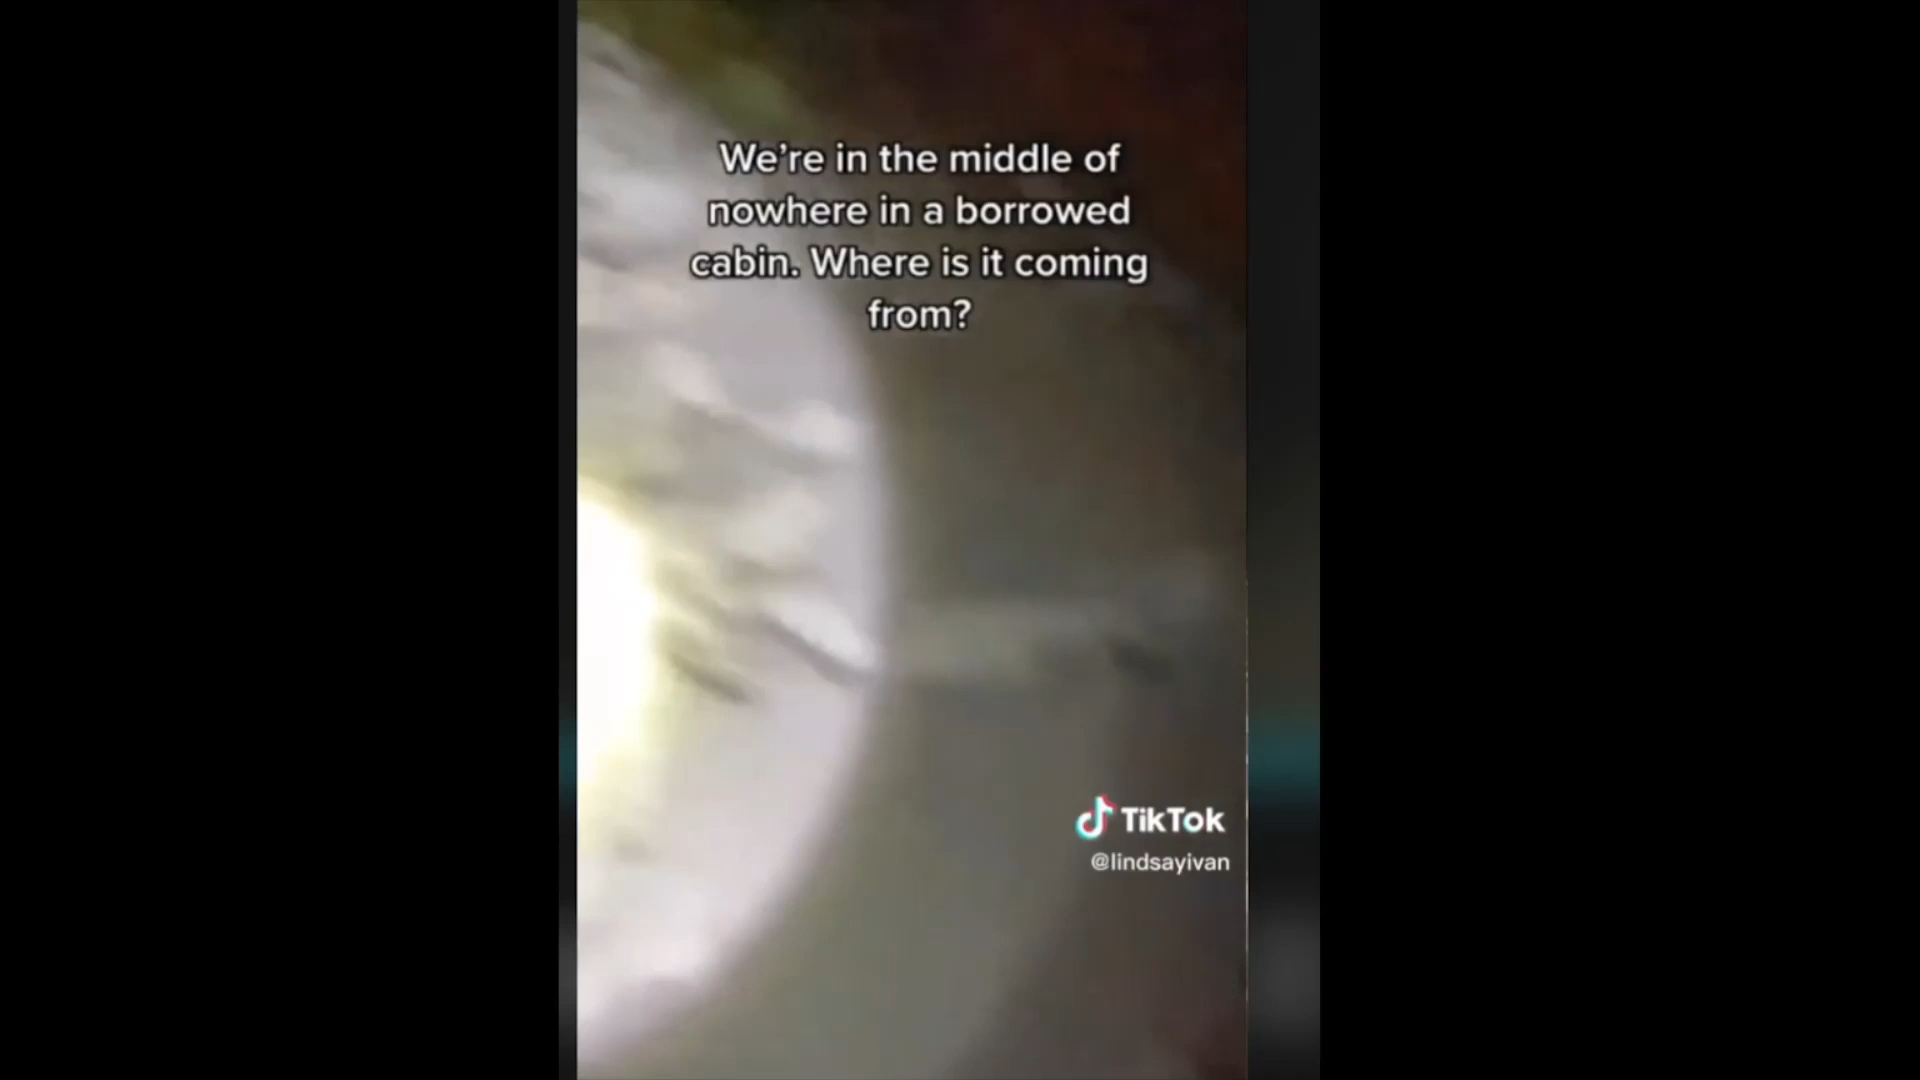 We’re in the middle of
nowhere in a borrowed
cabin. Where is it coming
from?
TikTok
@lindsayivan